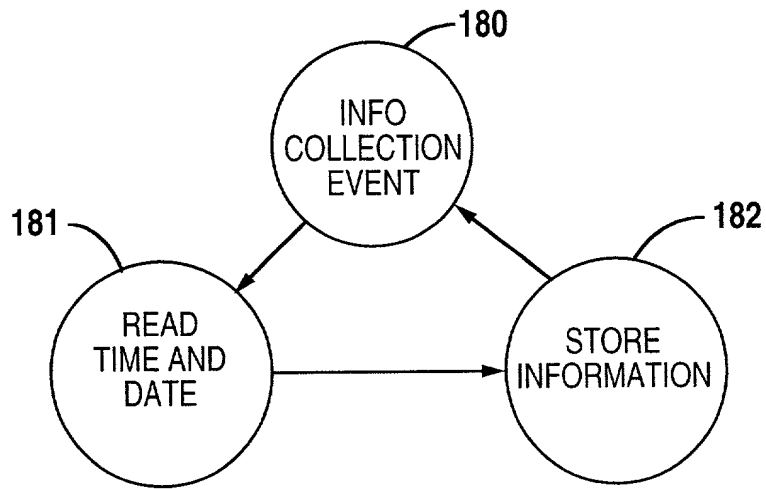 180
INFO
COLLECTION
EVENT
181
182
READ
TIME AND
DATE
STORE
INFORMATION